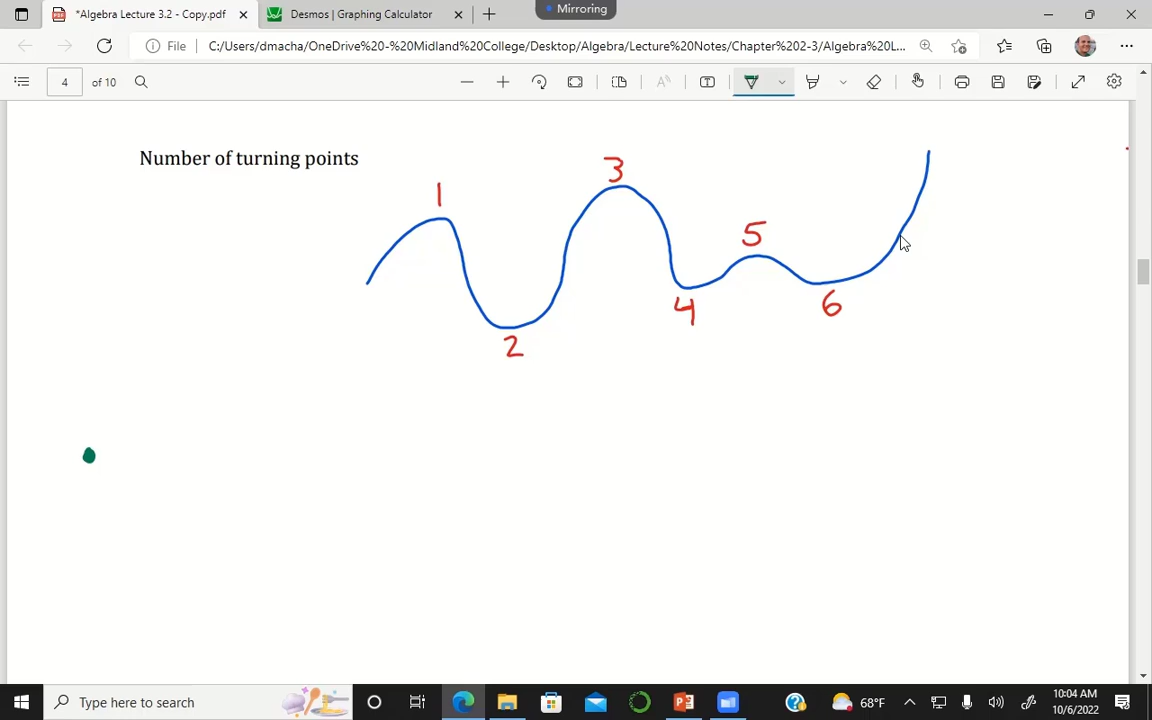 Mirroring
*Algebra Lecture 3.2 - Copy.pdf
Desmos | Graphing Calculator
File
C:/Users/dmacha/OneDrive%20-%20Midland%20College/Desktop/Algebra/Lecture%20Notes/Chapter%202-3/Algebra%20L...
4 of 10
Number of turning points
1
3
5
4
6
2
Type here to search
68°F
10:04 AM
10/6/2022